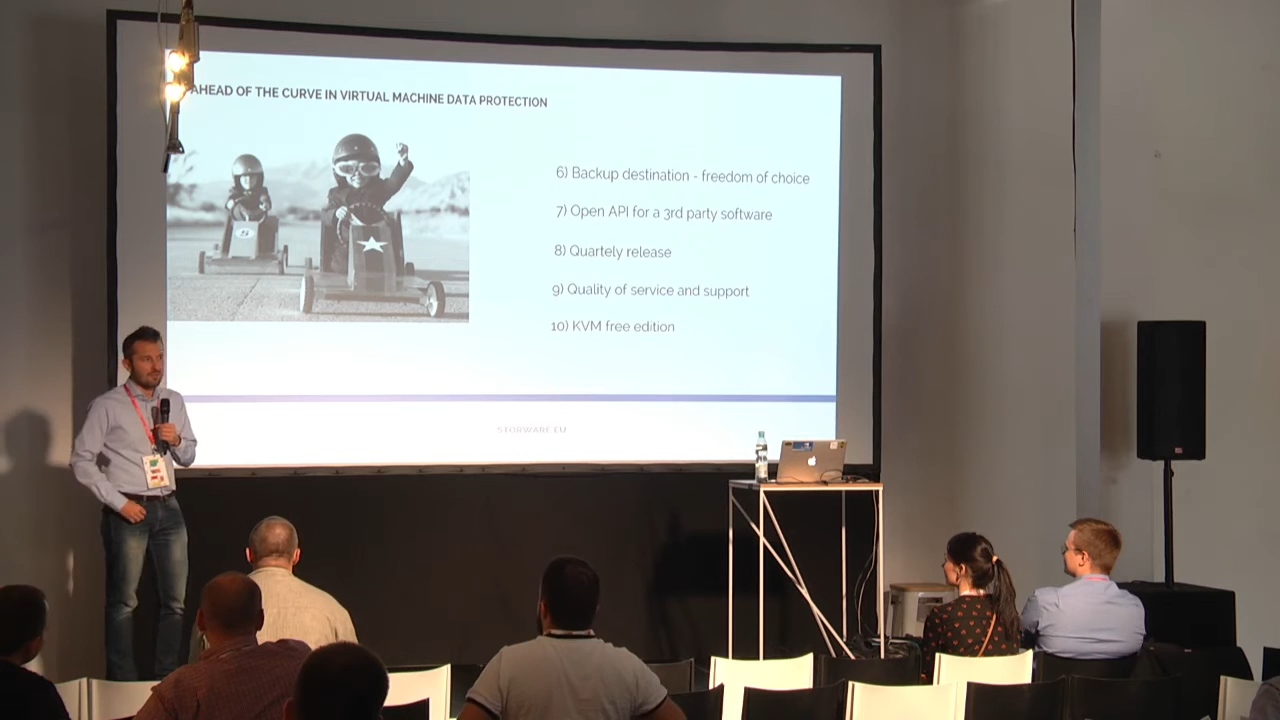 AHEAD OF THE CURVE IN VIRTUAL MACHINE DATA PROTECTION
6) Backup destination - freedom of choice
7) Open API for a 3rd party software
8) Quartely release
9) Quality of service and support
10) KVM free edition
STORWARE.EU